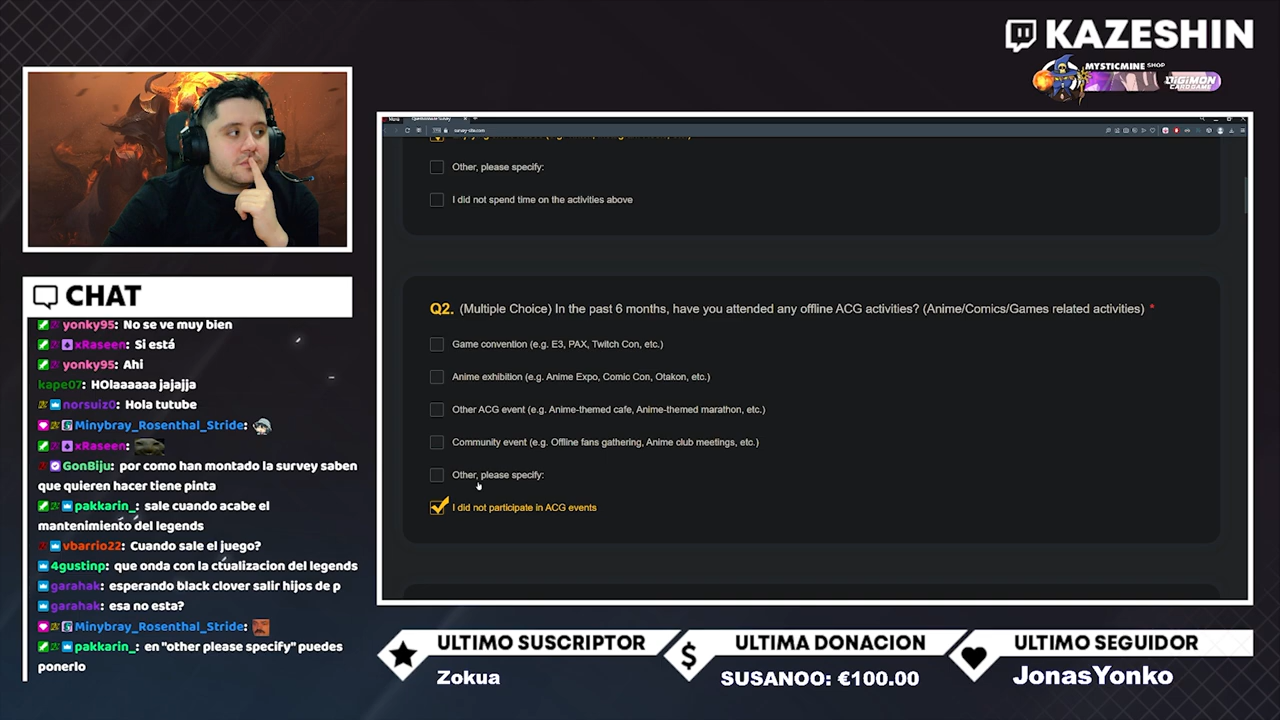 KAZESHIN
MYSTICMINE SHOP
DIGIMON
CARD GAME
Other, please specify:
I did not spend time on the activities above
Q2. (Multiple Choice) In the past 6 months, have you attended any offline ACG activities? (Anime/Comics/Games related activities) *
Game convention (e.g. E3, PAX, Twitch Con, etc.)
Anime exhibition (e.g. Anime Expo, Comic Con, Otakon, etc.)
Other ACG event (e.g. Anime-themed cafe, Anime-themed marathon, etc.)
Community event (e.g. Offline fans gathering, Anime club meetings, etc.)
Other, please specify:
I did not participate in ACG events
CHAT
yonky95: No se ve muy bien
xRaseen: Si está
yonky95: Ahi
kape07: HOlaaaaaa jajajja
norsuiz0: Hola tutube
Minybray_Rosenthal_Stride:
xRaseen:
GonBiju: por como han montado la survey saben
que quieren hacer tiene pinta
pakkarin_: sale cuando acabe el
mantenimiento del legends
vbarrio22: Cuando sale el juego?
4gustinp: que onda con la ctualizacion del legends
garahak: esperando black clover salir hijos de p
garahak: esa no esta?
Minybray_Rosenthal_Stride:
pakkarin_: en "other please specify" puedes
ponerlo
ULTIMO SUSCRIPTOR
Zokua
ULTIMA DONACION
SUSANOO: €100.00
ULTIMO SEGUIDOR
JonasYonko